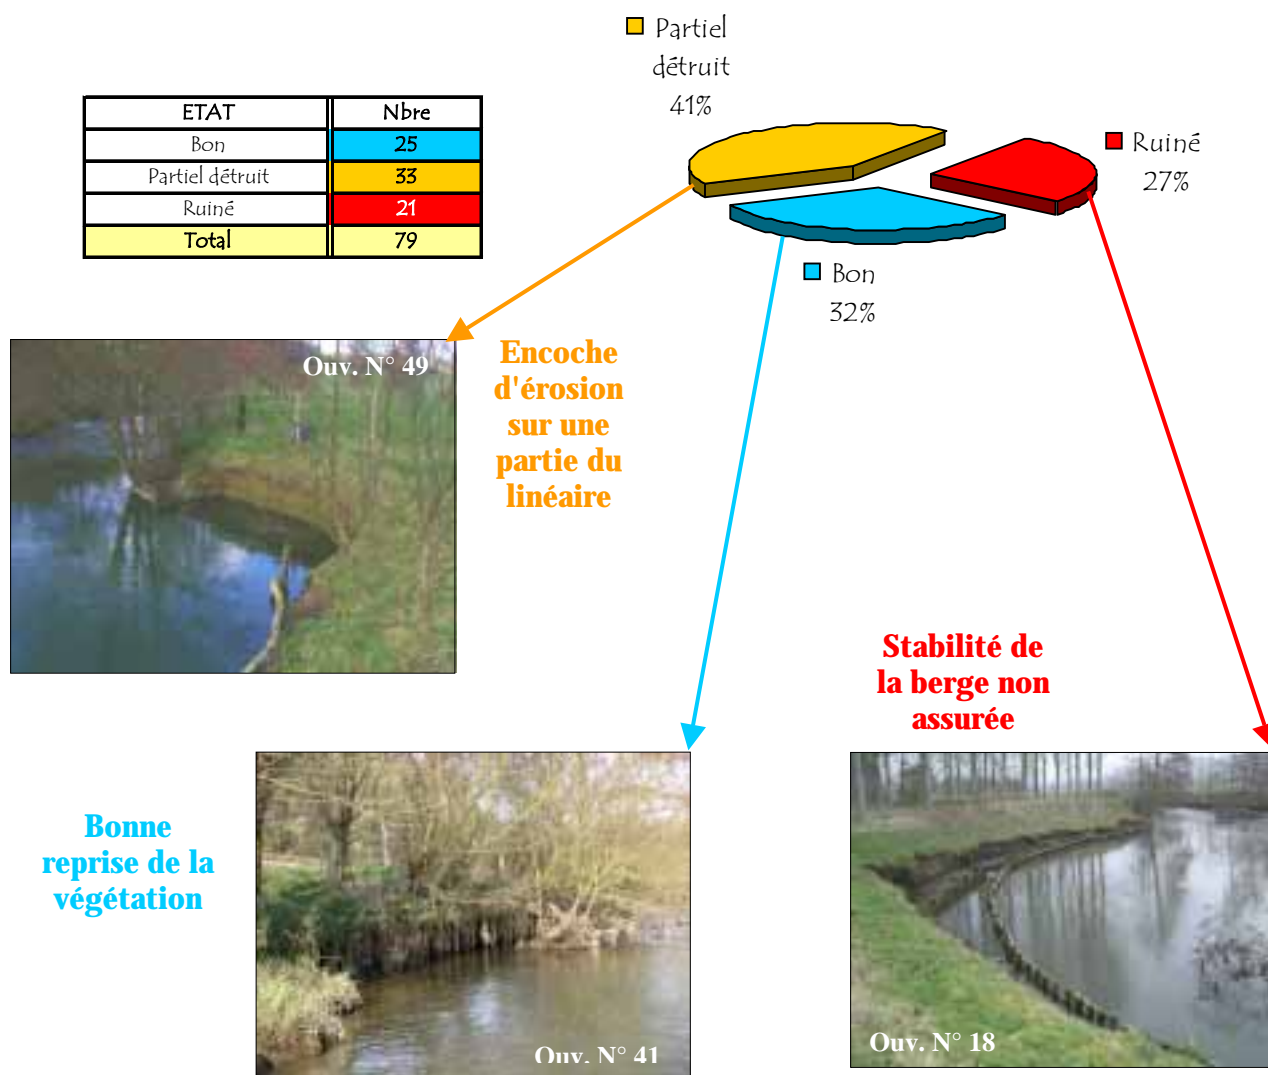 Partiel
détruit
41%
ETAT Nbre
Bon 25
Partiel détruit 33
Ruiné 21
Total 79
Ruiné
27%
Bon
32%
Ouv. N° 49
Encoche
d'érosion
sur une
partie du
linéaire
Stabilité de
la berge non
assurée
Bonne
reprise de la
végétation
Ouv. N° 41
Ouv. N° 18